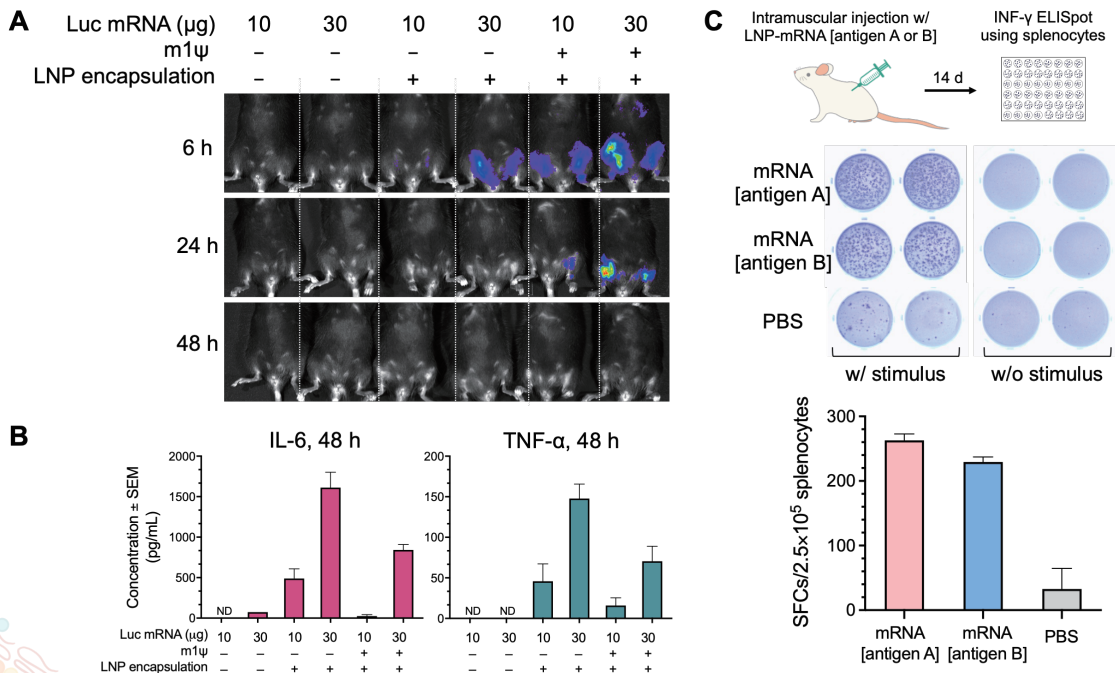 A
Luc mRNA (μg) 10 30 10 30 10 30
m1ψ – – – – + +
LNP encapsulation – – + + + +
6 h
24 h
48 h
B
IL-6, 48 h
Concentration ± SEM
(pg/mL)
2000
1500
1000
500
0
ND
Luc mRNA (μg) 10 30 10 30 10 30
m1ψ – – – – + +
LNP encapsulation – – + + + +
TNF-α, 48 h
200
150
100
50
0
ND ND
10 30 10 30 10 30
– – – – + +
– – + + + +
C
Intramuscular injection w/
LNP-mRNA [antigen A or B]
14 d
INF-γ ELISpot
using splenocytes
mRNA
[antigen A]
mRNA
[antigen B]
PBS
w/ stimulus
w/o stimulus
SFCs/2.5×10⁵ splenocytes
300
200
100
0
mRNA
[antigen A]
mRNA
[antigen B]
PBS